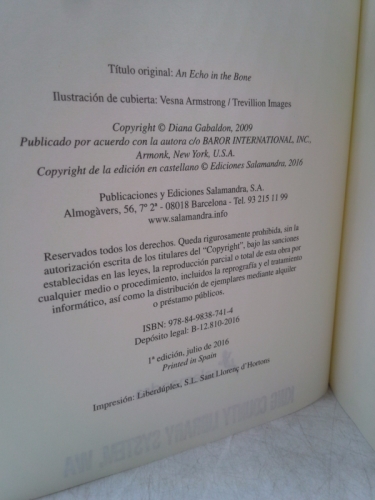 Título original: An Echo in the Bone
Ilustración de cubierta: Vesna Armstrong / Trevillion Images
Copyright © Diana Gabaldon, 2009
Publicado por acuerdo con la autora c/o BAROR INTERNATIONAL, INC.,
Armonk, New York, U.S.A.
Copyright de la edición en castellano © Ediciones Salamandra, 2016
Publicaciones y Ediciones Salamandra, S.A.
Almogàvers, 56, 7º 2ª - 08018 Barcelona - Tel. 93 215 11 99
www.salamandra.info
Reservados todos los derechos. Queda rigurosamente prohibida, sin la
autorización escrita de los titulares del "Copyright", bajo las sanciones
establecidas en las leyes, la reproducción parcial o total de esta obra por
cualquier medio o procedimiento, incluidos la reprografía y el tratamiento
informático, así como la distribución de ejemplares mediante alquiler
o préstamo públicos.
ISBN: 978-84-9838-741-4
Depósito legal: B-12.810-2016
1ª edición, julio de 2016
Printed in Spain
Impresión: Liberdúplex, S.L. Sant Llorenç d'Hortons